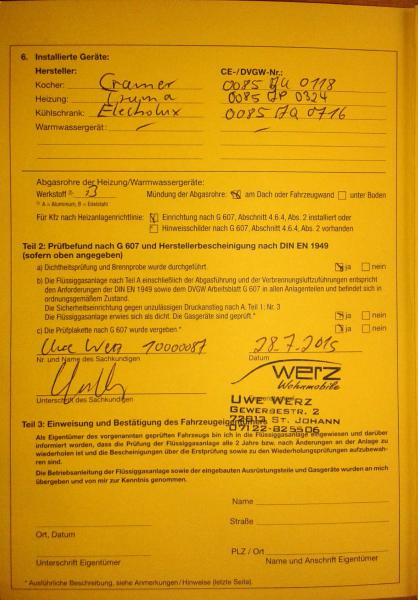 6. Installierte Geräte:
Hersteller: CE-/DVGW-Nr.:
Kocher: Cramer 0085 0118
Heizung: Truma 0085 AP 0324
Kühlschrank: Electrolux 0085 0716
Warmwassergerät: – –
Abgasrohre der Heizung/Warmwassergeräte:
Werkstoff ²⁾: B Mündung der Abgasrohre: ☒ am Dach oder Fahrzeugwand ☐ unter Boden
²⁾ A = Aluminium, B = Edelstahl
Für Kfz nach Heizanlagenrichtlinie: ☒ Einrichtung nach G 607, Abschnitt 4.6.4, Abs. 2 installiert oder
☐ Hinweisschilder nach G 607, Abschnitt 4.6.4, Abs. 2 vorhanden
Teil 2: Prüfbefund nach G 607 und Herstellerbescheinigung nach DIN EN 1949
(sofern oben angegeben)
a) Dichtheitsprüfung und Brennprobe wurde durchgeführt. ☒ ja ☐ nein
b) Die Flüssiggasanlage nach Teil A einschließlich der Abgasführung und der Verbrennungsluftzuführungen entspricht
den Anforderungen der DIN EN 1949 sowie dem DVGW Arbeitsblatt G 607 in allen Anlagenteilen und befindet sich in
ordnungsgemäßem Zustand.
Die Sicherheitseinrichtung gegen unzulässigen Druckanstieg nach A. Teil 1: Nr. 3
Die Flüssiggasanlage erwies sich als dicht. Die Gasgeräte sind geprüft.* ☒ ja ☐ nein
c) Die Prüfplakette nach G 607 wurde vergeben.* ☒ ja ☐ nein
Uwe Werz 10000087 28.7.2015
Nr. und Name des Sachkundigen Datum
werz
Wohnmobile
Unterschrift des Sachkundigen
UWE WERZ
GEWERBESTR. 2
72813 ST. JOHANN
07122-825506
Teil 3: Einweisung und Bestätigung des Fahrzeugeigentümers
Als Eigentümer des vorgenannten geprüften Fahrzeugs bin ich in die Flüssiggasanlage eingewiesen und darüber
informiert worden, dass die Prüfung der Flüssiggasanlage alle 2 Jahre bzw. nach Änderungen an der Anlage zu
wiederholen ist und die Bescheinigungen über die Erstprüfung sowie zu den Wiederholungsprüfungen aufzubewah-
ren sind.
Die Betriebsanleitung der Flüssiggasanlage sowie der eingebauten Ausrüstungsteile und Gasgeräte wurden an mich
übergeben und von mir zur Kenntnis genommen.
Name
Straße
Ort, Datum
PLZ / Ort
Unterschrift Eigentümer Name und Anschrift Eigentümer
* Ausführliche Beschreibung, siehe Anmerkungen / Hinweise (letzte Seite).